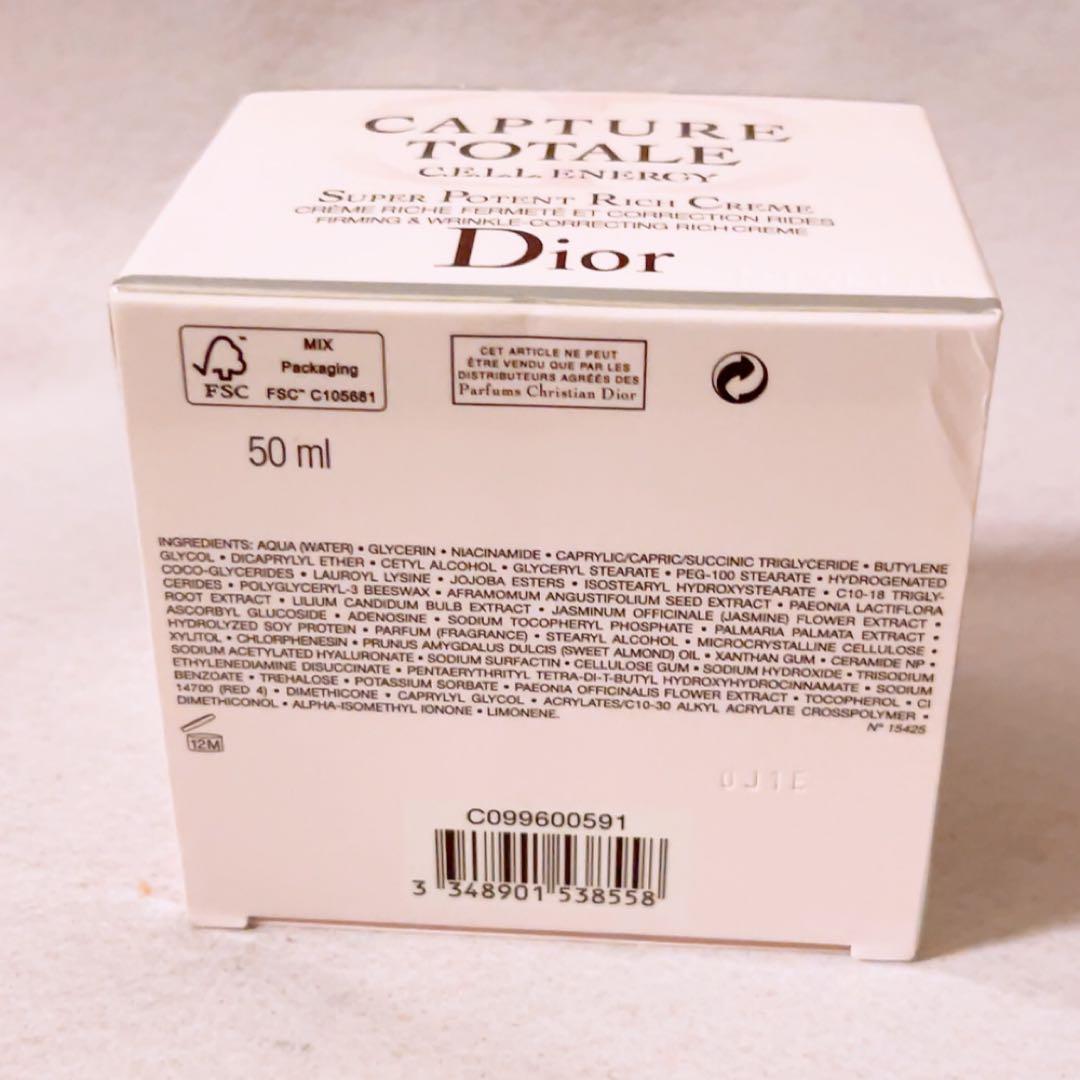 CAPTURE
TOTALE
C.E.L.L. ENERGY
SUPER POTENT RICH CREME
CRÈME RICHE FERMETÉ ET CORRECTION RIDES
FIRMING & WRINKLE-CORRECTING RICH CREME
Dior
FSC
MIX
Packaging
FSC™ C105681
CET ARTICLE NE PEUT
ÊTRE VENDU QUE PAR LES
DISTRIBUTEURS AGRÉÉS DES
Parfums Christian Dior
50 ml
INGREDIENTS: AQUA (WATER) • GLYCERIN • NIACINAMIDE • CAPRYLIC/CAPRIC/SUCCINIC TRIGLYCERIDE • BUTYLENE
GLYCOL • DICAPRYLYL ETHER • CETYL ALCOHOL • GLYCERYL STEARATE • PEG-100 STEARATE • HYDROGENATED
COCO-GLYCERIDES • LAUROYL LYSINE • JOJOBA ESTERS • ISOSTEARYL HYDROXYSTEARATE • C10-18 TRIGLY-
CERIDES • POLYGLYCERYL-3 BEESWAX • AFRAMOMUM ANGUSTIFOLIUM SEED EXTRACT • PAEONIA LACTIFLORA
ROOT EXTRACT • LILIUM CANDIDUM BULB EXTRACT • JASMINUM OFFICINALE (JASMINE) FLOWER EXTRACT •
ASCORBYL GLUCOSIDE • ADENOSINE • SODIUM TOCOPHERYL PHOSPHATE • PALMARIA PALMATA EXTRACT •
HYDROLYZED SOY PROTEIN • PARFUM (FRAGRANCE) • STEARYL ALCOHOL • MICROCRYSTALLINE CELLULOSE •
XYLITOL • CHLORPHENESIN • PRUNUS AMYGDALUS DULCIS (SWEET ALMOND) OIL • XANTHAN GUM • CERAMIDE NP •
SODIUM ACETYLATED HYALURONATE • SODIUM SURFACTIN • CELLULOSE GUM • SODIUM HYDROXIDE • TRISODIUM
ETHYLENEDIAMINE DISUCCINATE • PENTAERYTHRITYL TETRA-DI-T-BUTYL HYDROXYHYDROCINNAMATE • SODIUM
BENZOATE • TREHALOSE • POTASSIUM SORBATE • PAEONIA OFFICINALIS FLOWER EXTRACT • TOCOPHEROL • CI
14700 (RED 4) • DIMETHICONE • CAPRYLYL GLYCOL • ACRYLATES/C10-30 ALKYL ACRYLATE CROSSPOLYMER •
DIMETHICONOL • ALPHA-ISOMETHYL IONONE • LIMONENE.
N° 15425
12M
0J1E
C099600591
3 348901 538558